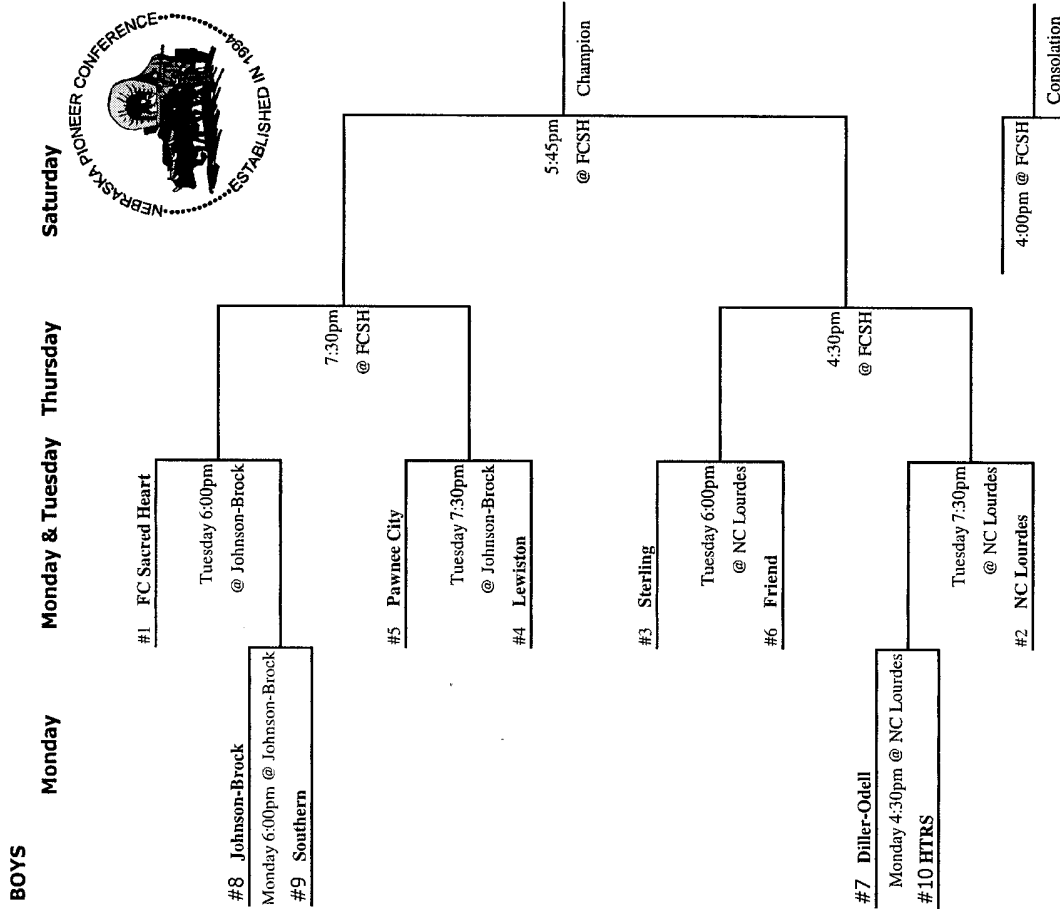 BOYS
Monday
Monday & Tuesday
Thursday
Saturday
NEBRASKA PIONEER CONFERENCE
ESTABLISHED IN 1994
#1 FC Sacred Heart
Tuesday 6:00pm
@ Johnson-Brock
#8 Johnson-Brock
Monday 6:00pm @ Johnson-Brock
#9 Southern
7:30pm
@ FCSH
#5 Pawnee City
Tuesday 7:30pm
@ Johnson-Brock
#4 Lewiston
5:45pm
@ FCSH
Champion
#3 Sterling
Tuesday 6:00pm
@ NC Lourdes
#6 Friend
4:30pm
@ FCSH
#7 Diller-Odell
Monday 4:30pm @ NC Lourdes
#10 HTRS
Tuesday 7:30pm
@ NC Lourdes
#2 NC Lourdes
4:00pm @ FCSH
Consolation